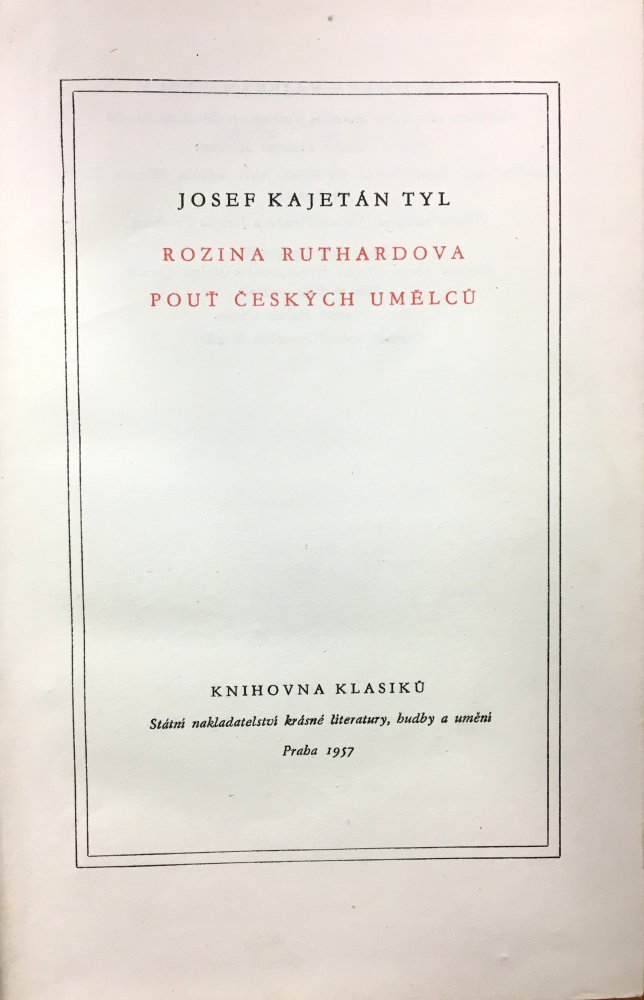 JOSEF KAJETÁN TYL
ROZINA RUTHARDOVA
POUŤ ČESKÝCH UMĚLCŮ
KNIHOVNA KLASIKŮ
Státní nakladatelství krásné literatury, hudby a umění
Praha 1957